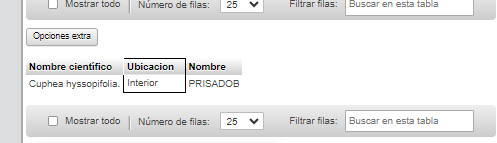 Mostrar todo Número de filas: 25 Filtrar filas: Buscar en esta tabla
Opciones extra
Nombre científico Ubicacion Nombre
Cuphea hyssopifolia. Interior PRISADOB
Mostrar todo Número de filas: 25 Filtrar filas: Buscar en esta tabla